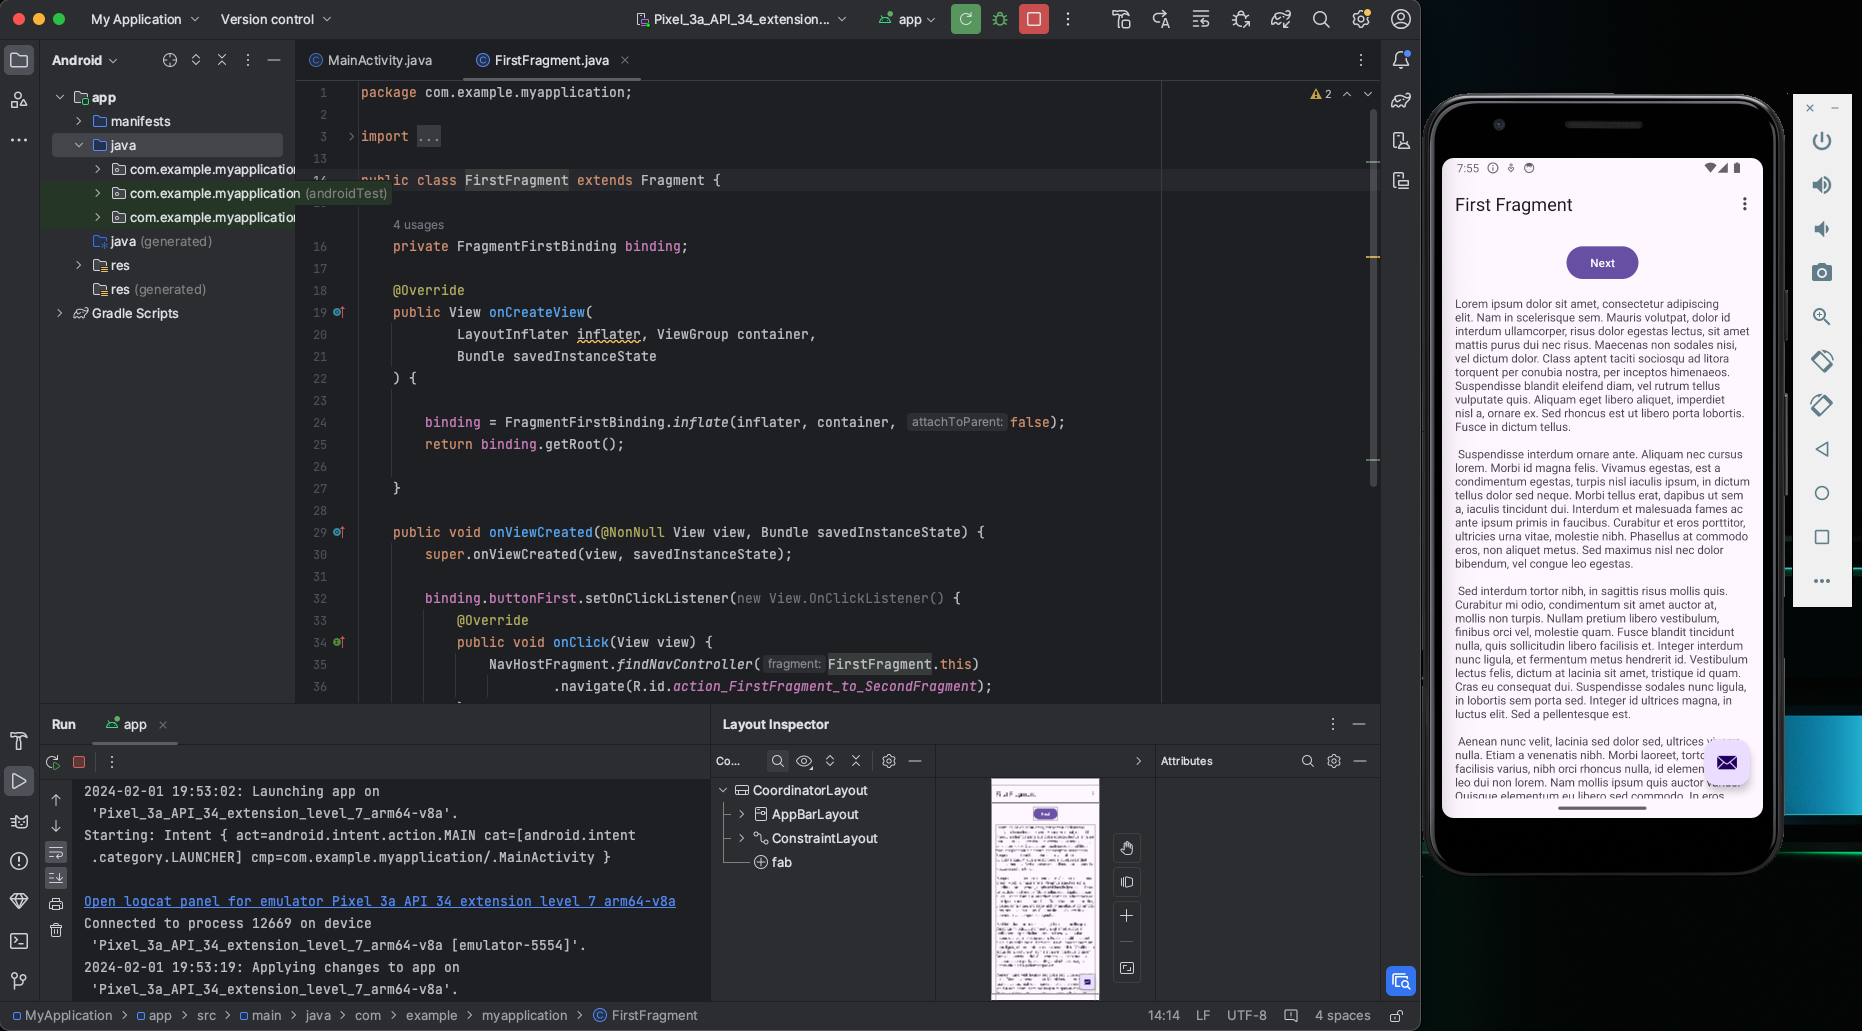 My Application
Version control
Pixel_3a_API_34_extension...
app
Android
MainActivity.java
FirstFragment.java
app
manifests
java
com.example.myapplication
com.example.myapplication (androidTest)
com.example.myapplication
java (generated)
res
res (generated)
Gradle Scripts
2
1 package com.example.myapplication;
2
3 import ...
13
14 public class FirstFragment extends Fragment {
4 usages
16 private FragmentFirstBinding binding;
17
18 @Override
19 public View onCreateView(
20 LayoutInflater inflater, ViewGroup container,
21 Bundle savedInstanceState
22 ) {
23
24 binding = FragmentFirstBinding.inflate(inflater, container, attachToParent: false);
25 return binding.getRoot();
26
27 }
28
29 public void onViewCreated(@NonNull View view, Bundle savedInstanceState) {
30 super.onViewCreated(view, savedInstanceState);
31
32 binding.buttonFirst.setOnClickListener(new View.OnClickListener() {
33 @Override
34 public void onClick(View view) {
35 NavHostFragment.findNavController( fragment: FirstFragment.this)
36 .navigate(R.id.action_FirstFragment_to_SecondFragment);
Run
app
2024-02-01 19:53:02: Launching app on
'Pixel_3a_API_34_extension_level_7_arm64-v8a'.
Starting: Intent { act=android.intent.action.MAIN cat=[android.intent
.category.LAUNCHER] cmp=com.example.myapplication/.MainActivity }
Open logcat panel for emulator Pixel 3a API 34 extension level 7 arm64-v8a
Connected to process 12669 on device
'Pixel_3a_API_34_extension_level_7_arm64-v8a [emulator-5554]'.
2024-02-01 19:53:19: Applying changes to app on
'Pixel_3a_API_34_extension_level_7_arm64-v8a'.
Layout Inspector
Co...
CoordinatorLayout
AppBarLayout
ConstraintLayout
fab
First Fragment
Next
Attributes
MyApplication > app > src > main > java > com > example > myapplication > FirstFragment
14:14 LF UTF-8 4 spaces
7:55
First Fragment
Next
Lorem ipsum dolor sit amet, consectetur adipiscing
elit. Nam in scelerisque sem. Mauris volutpat, dolor id
interdum ullamcorper, risus dolor egestas lectus, sit amet
mattis purus dui nec risus. Maecenas non sodales nisi,
vel dictum dolor. Class aptent taciti sociosqu ad litora
torquent per conubia nostra, per inceptos himenaeos.
Suspendisse blandit eleifend diam, vel rutrum tellus
vulputate quis. Aliquam eget libero aliquet, imperdiet
nisl a, ornare ex. Sed rhoncus est ut libero porta lobortis.
Fusce in dictum tellus.
Suspendisse interdum ornare ante. Aliquam nec cursus
lorem. Morbi id magna felis. Vivamus egestas, est a
condimentum egestas, turpis nisl iaculis ipsum, in dictum
tellus dolor sed neque. Morbi tellus erat, dapibus ut sem
a, iaculis tincidunt dui. Interdum et malesuada fames ac
ante ipsum primis in faucibus. Curabitur et eros porttitor,
ultricies urna vitae, molestie nibh. Phasellus at commodo
eros, non aliquet metus. Sed maximus nisl nec dolor
bibendum, vel congue leo egestas.
Sed interdum tortor nibh, in sagittis risus mollis quis.
Curabitur mi odio, condimentum sit amet auctor at,
mollis non turpis. Nullam pretium libero vestibulum,
finibus orci vel, molestie quam. Fusce blandit tincidunt
nulla, quis sollicitudin libero facilisis et. Integer interdum
nunc ligula, et fermentum metus hendrerit id. Vestibulum
lectus felis, dictum at lacinia sit amet, tristique id quam.
Cras eu consequat dui. Suspendisse sodales nunc ligula,
in lobortis sem porta sed. Integer id ultrices magna, in
luctus elit. Sed a pellentesque est.
Aenean nunc velit, lacinia sed dolor sed, ultrices
nulla. Etiam a venenatis nibh. Morbi laoreet,
facilisis varius, nibh orci rhoncus nulla, id
leo dui non lorem. Nam mollis ipsum quis auctor
Quisque elementum eu libero sed commodo. In eros